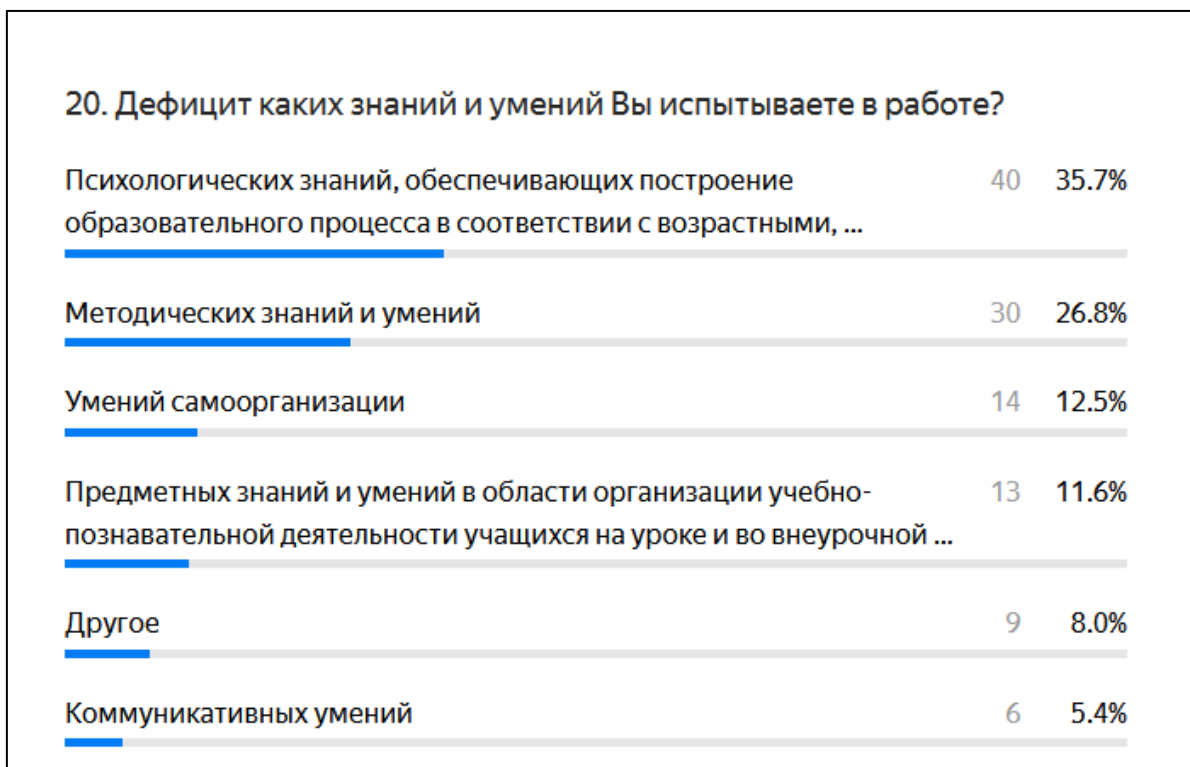 20. Дефицит каких знаний и умений Вы испытываете в работе?
Психологических знаний, обеспечивающих построение 40 35.7%
образовательного процесса в соответствии с возрастными, ...
Методических знаний и умений 30 26.8%
Умений самоорганизации 14 12.5%
Предметных знаний и умений в области организации учебно- 13 11.6%
познавательной деятельности учащихся на уроке и во внеурочной ...
Другое 9 8.0%
Коммуникативных умений 6 5.4%